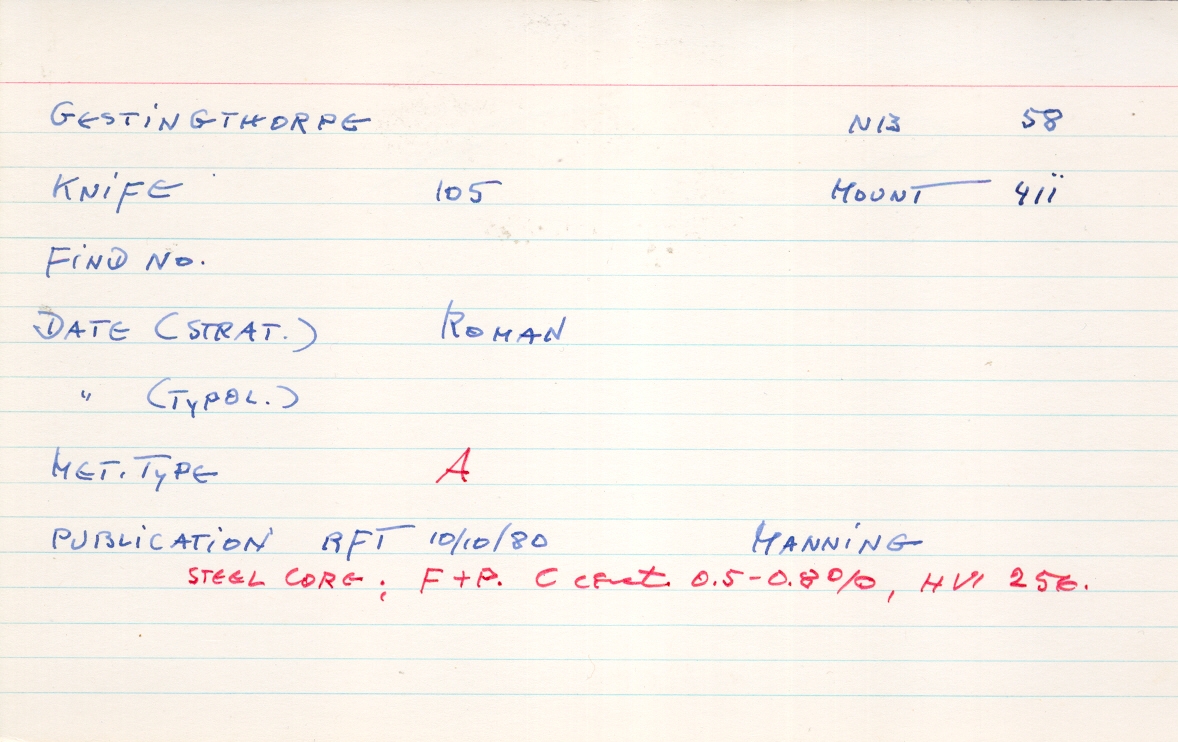 GESTINGTHORPE N13 58
KNIFE 105 MOUNT 411
FIND NO.
DATE (STRAT.) ROMAN
" (TYPOL.)
MET. TYPE A
PUBLICATION RFT 10/10/80 MANNING
STEEL CORE; F+P. C cont. 0.5-0.8%, HV1 256.